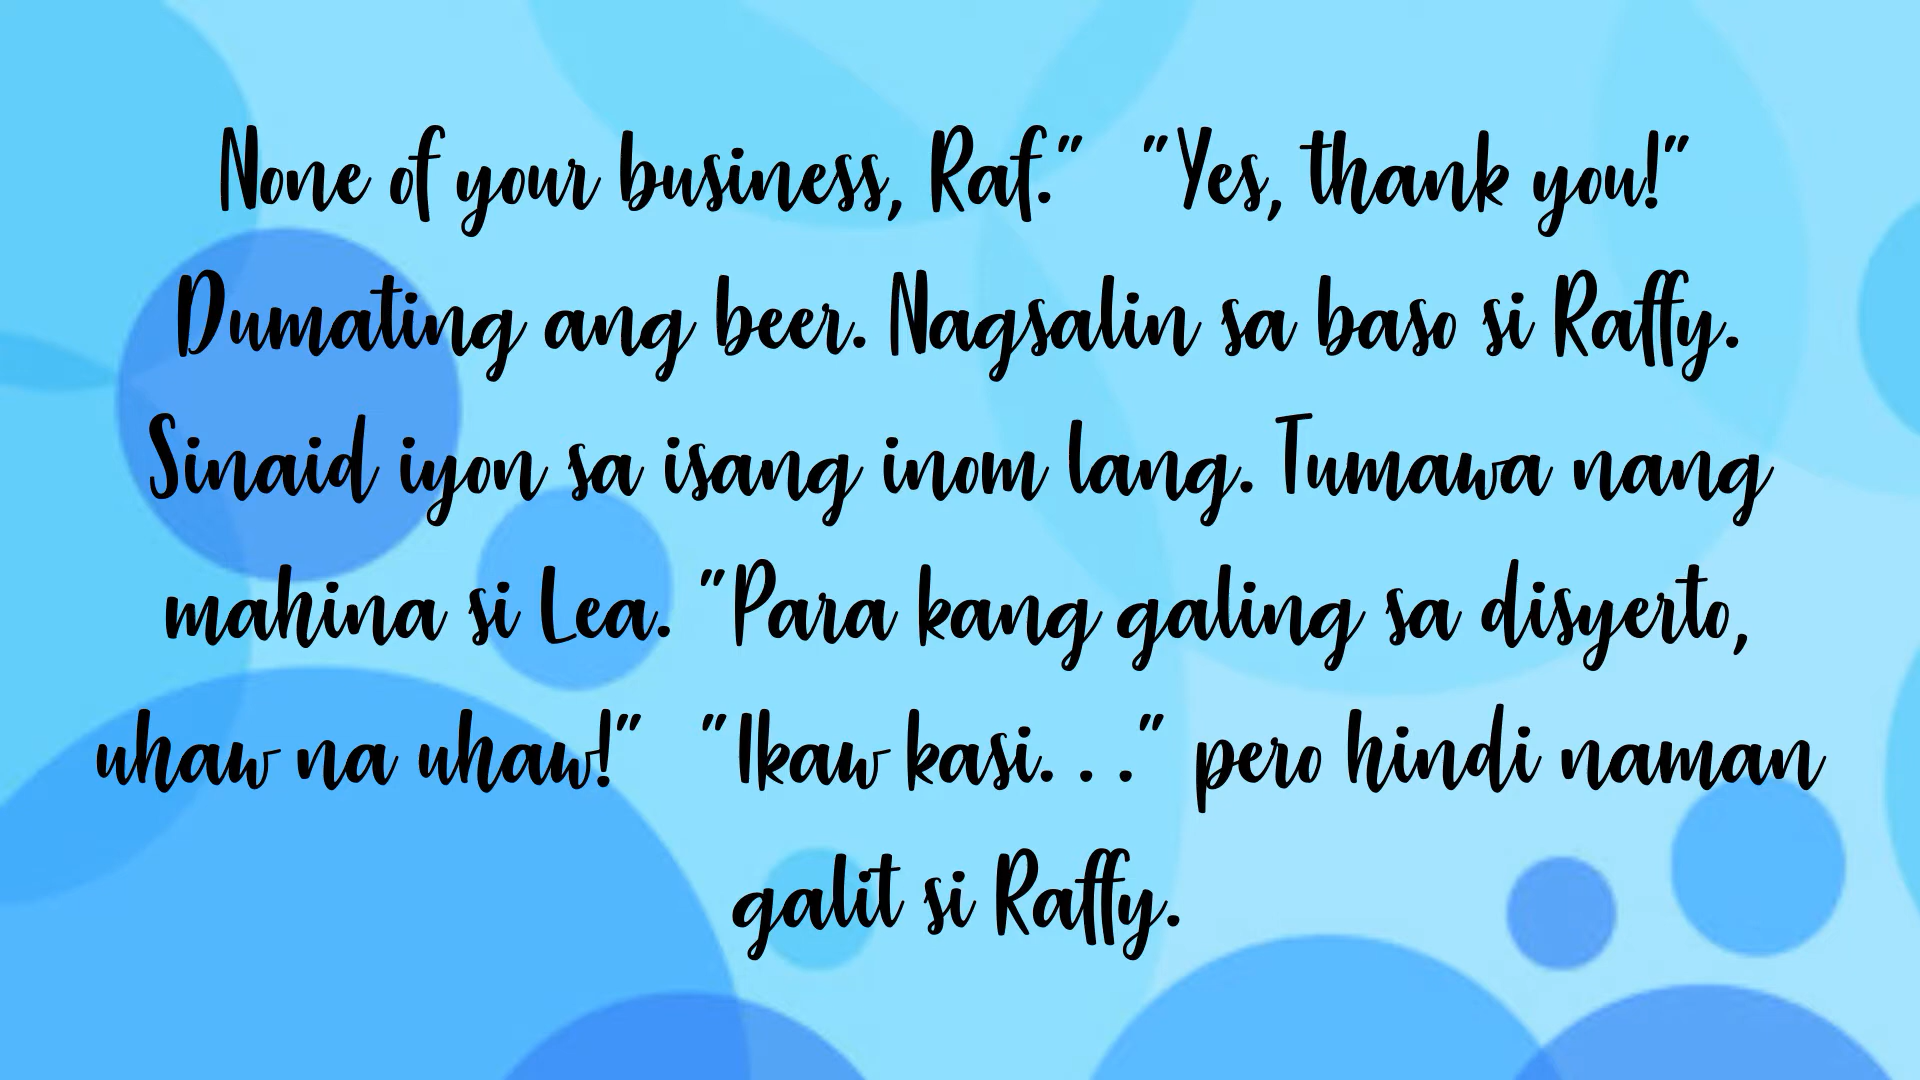 None of your business, Raf." "Yes, thank you!"
Dumating ang beer. Nagsalin sa baso si Raffy.
Sinaid iyon sa isang inom lang. Tumawa nang
mahina si Lea. "Para kang galing sa disyerto,
uhaw na uhaw!" "Ikaw kasi. . ." pero hindi naman
galit si Raffy.